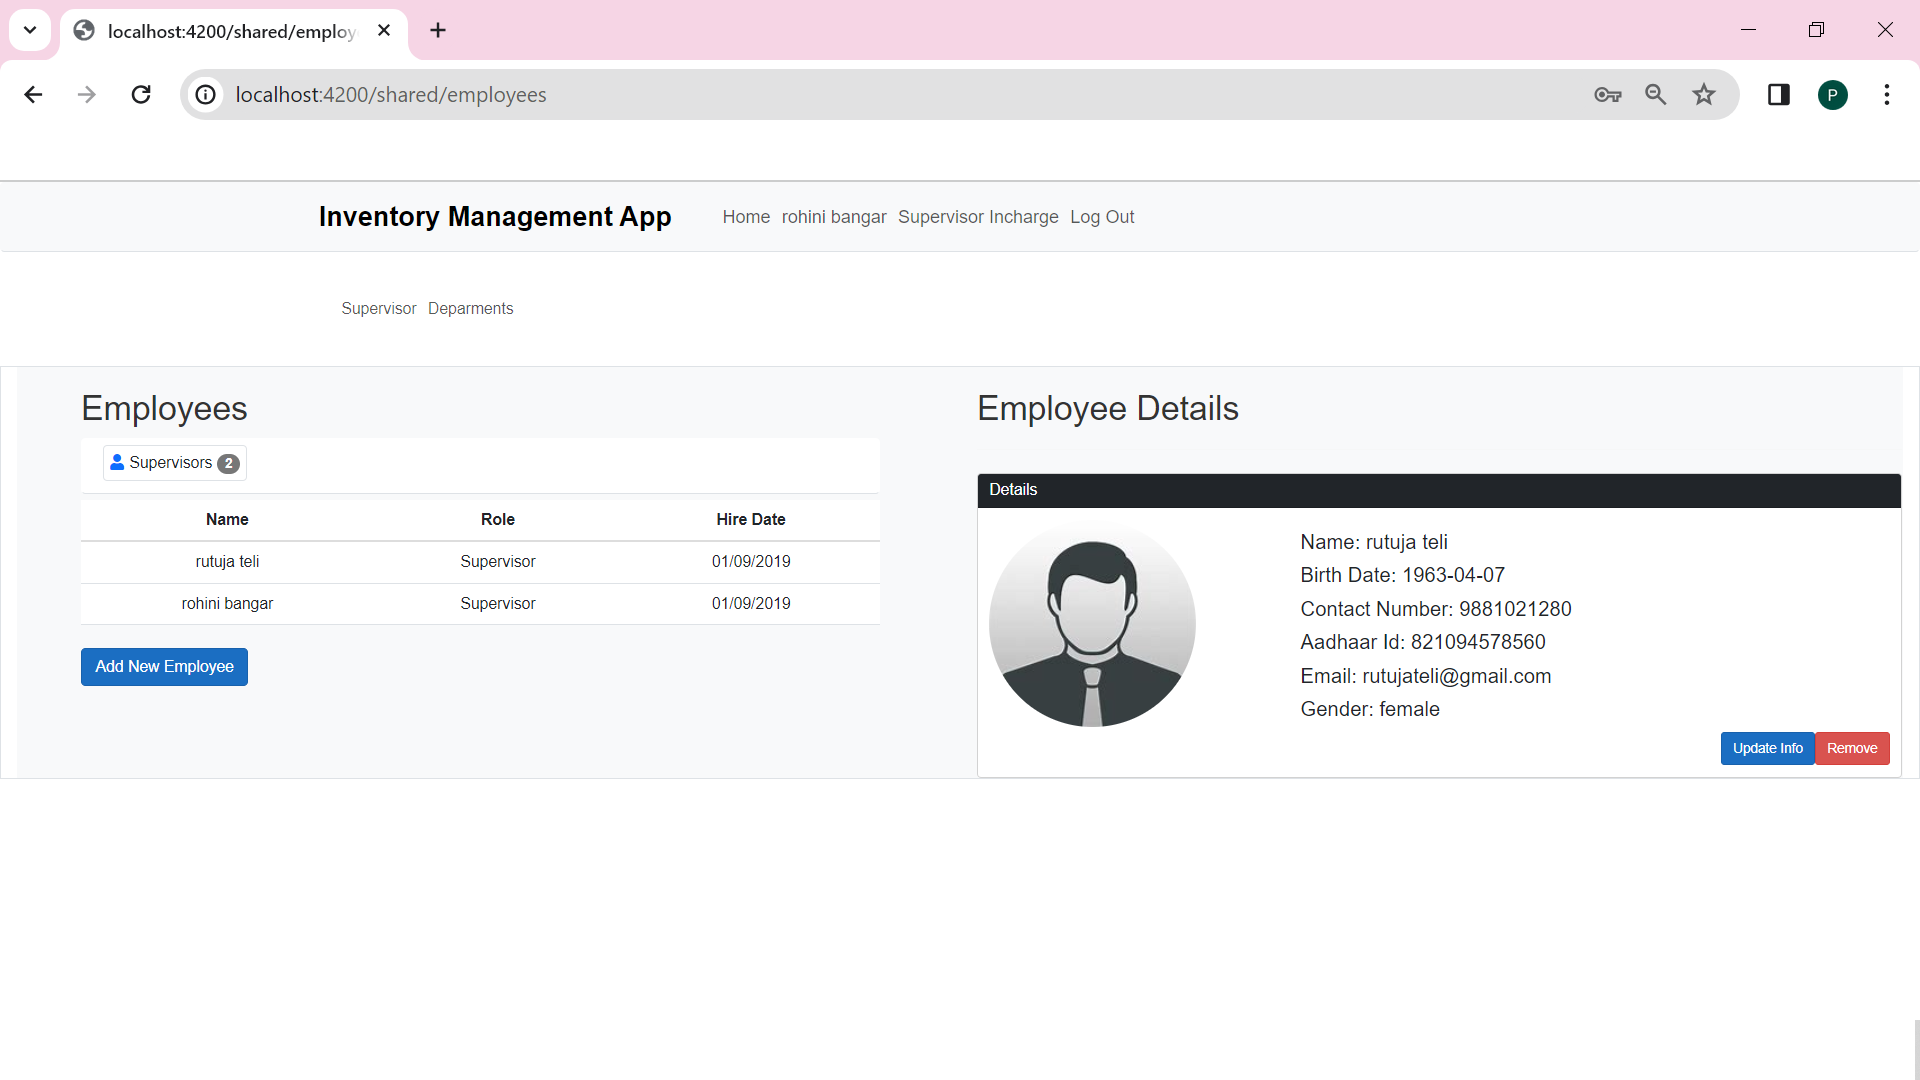 localhost:4200/shared/employ
localhost:4200/shared/employees
P
Inventory Management App Home rohini bangar Supervisor Incharge Log Out
Supervisor Deparments
Employees
Supervisors 2
Name Role Hire Date
rutuja teli Supervisor 01/09/2019
rohini bangar Supervisor 01/09/2019
Add New Employee
Employee Details
Details
Name: rutuja teli
Birth Date: 1963-04-07
Contact Number: 9881021280
Aadhaar Id: 821094578560
Email: rutujateli@gmail.com
Gender: female
Update Info Remove